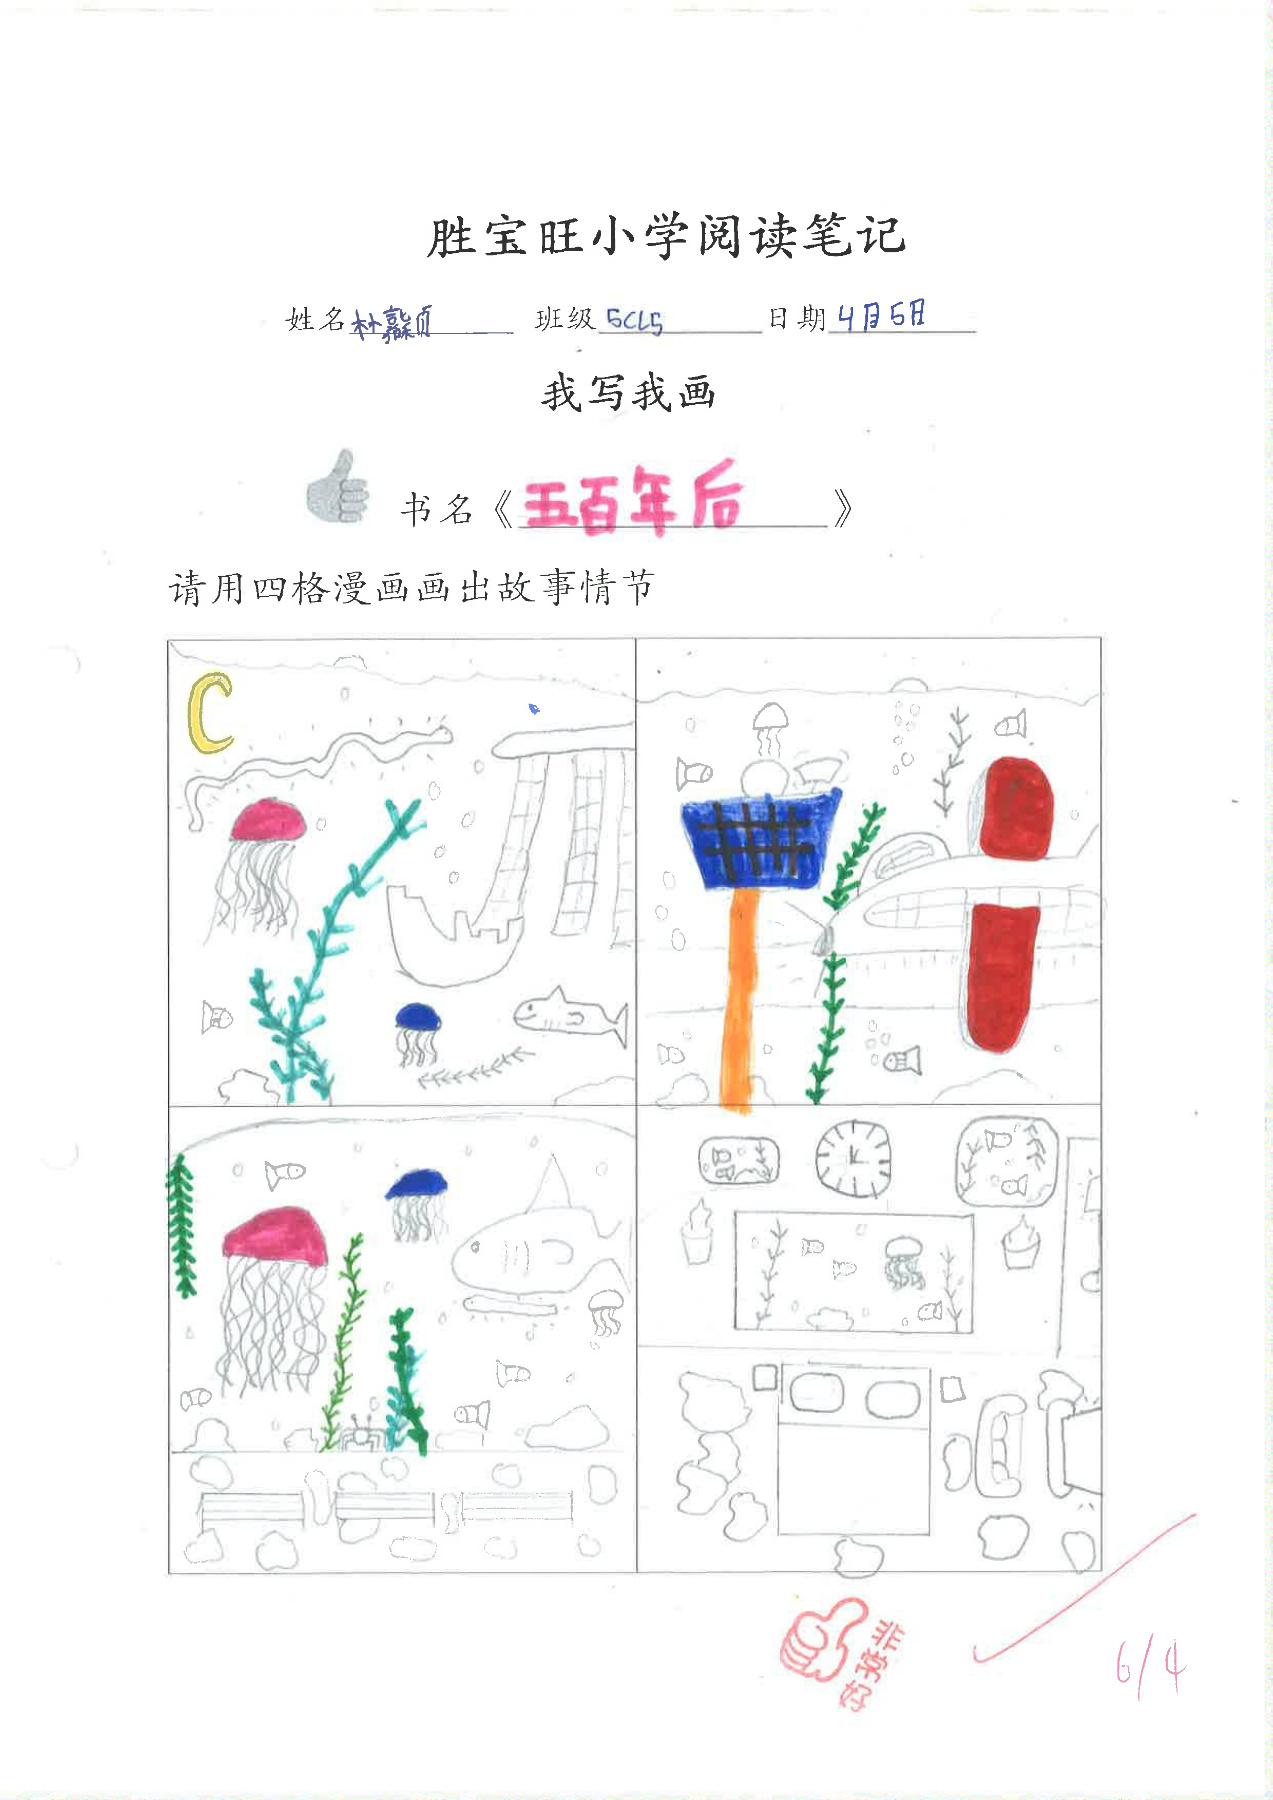 胜宝旺小学阅读笔记
姓名 朴 贞 班级 5CL5 日期 4月5日
我写我画
书名《五百年后》
请用四格漫画画出故事情节
非常好
6/4